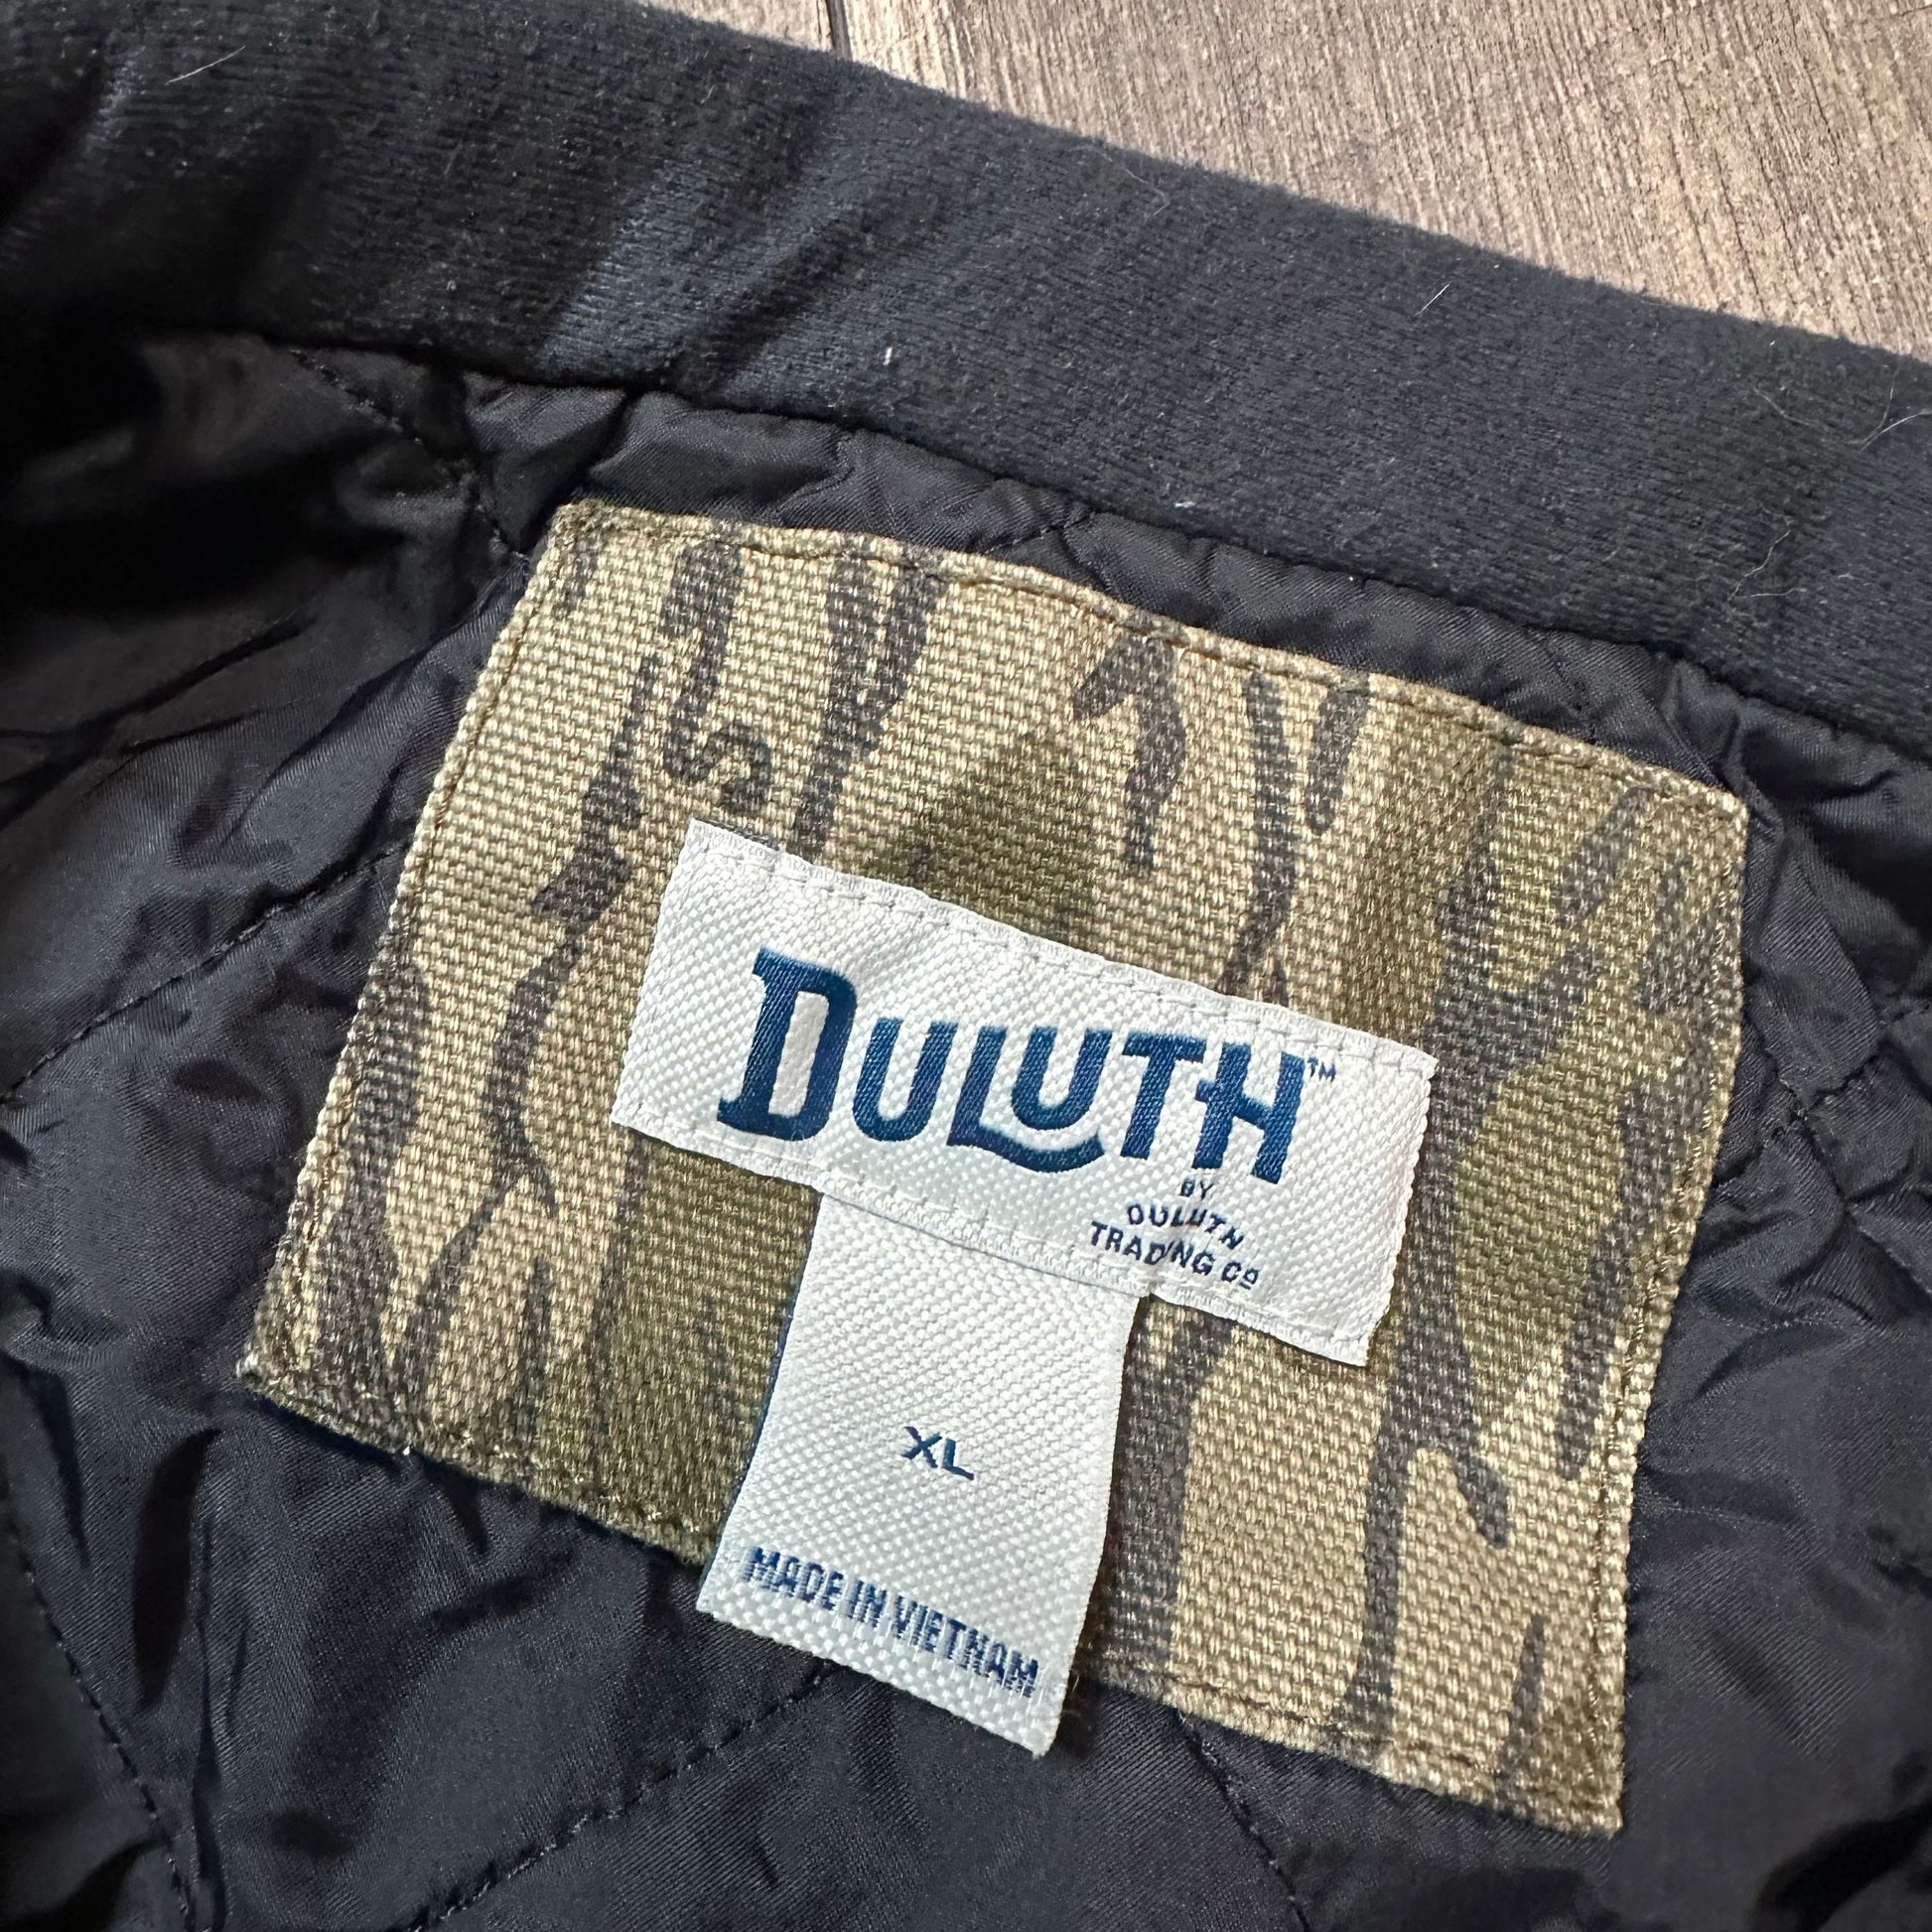 DULUTH™
BY
DULUTH
TRADING Cº
XL
MADE IN VIETNAM